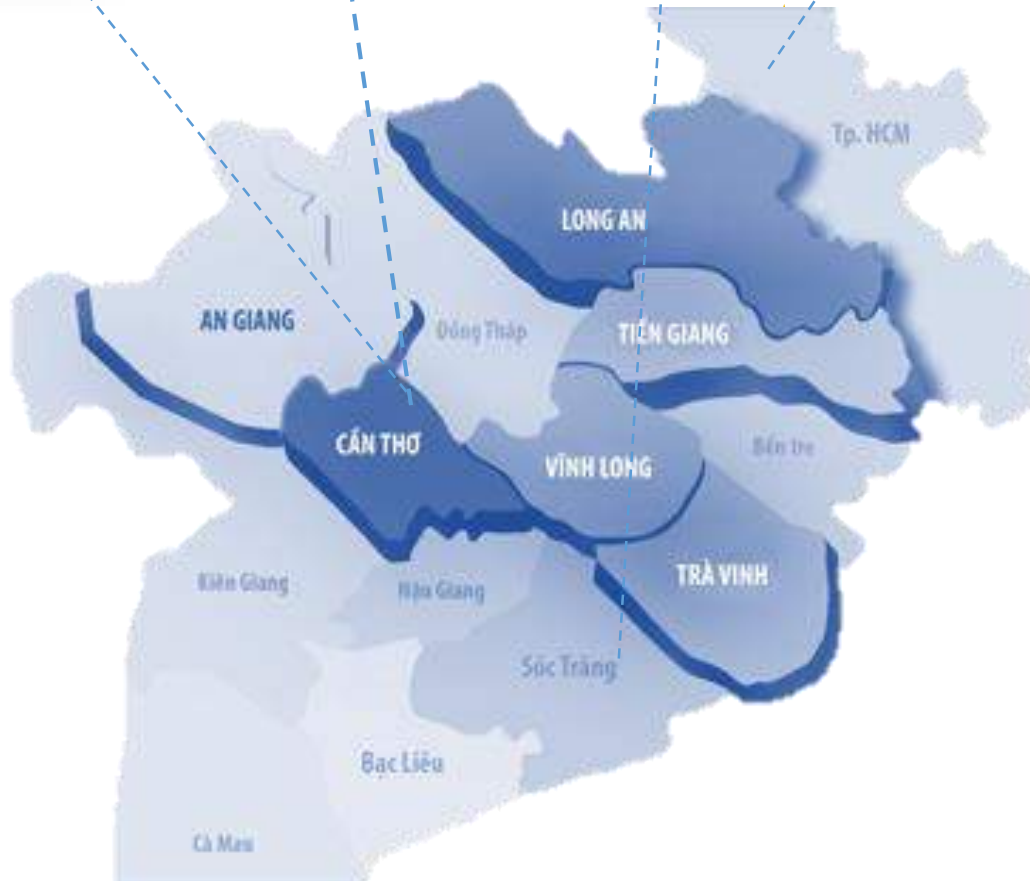 Tp. HCM
LONG AN
AN GIANG
Đồng Tháp
TIỀN GIANG
CẦN THƠ
VĨNH LONG
Bến tre
Kiên Giang
Hậu Giang
TRÀ VINH
Sóc Trăng
Bạc Liêu
Cà Mau